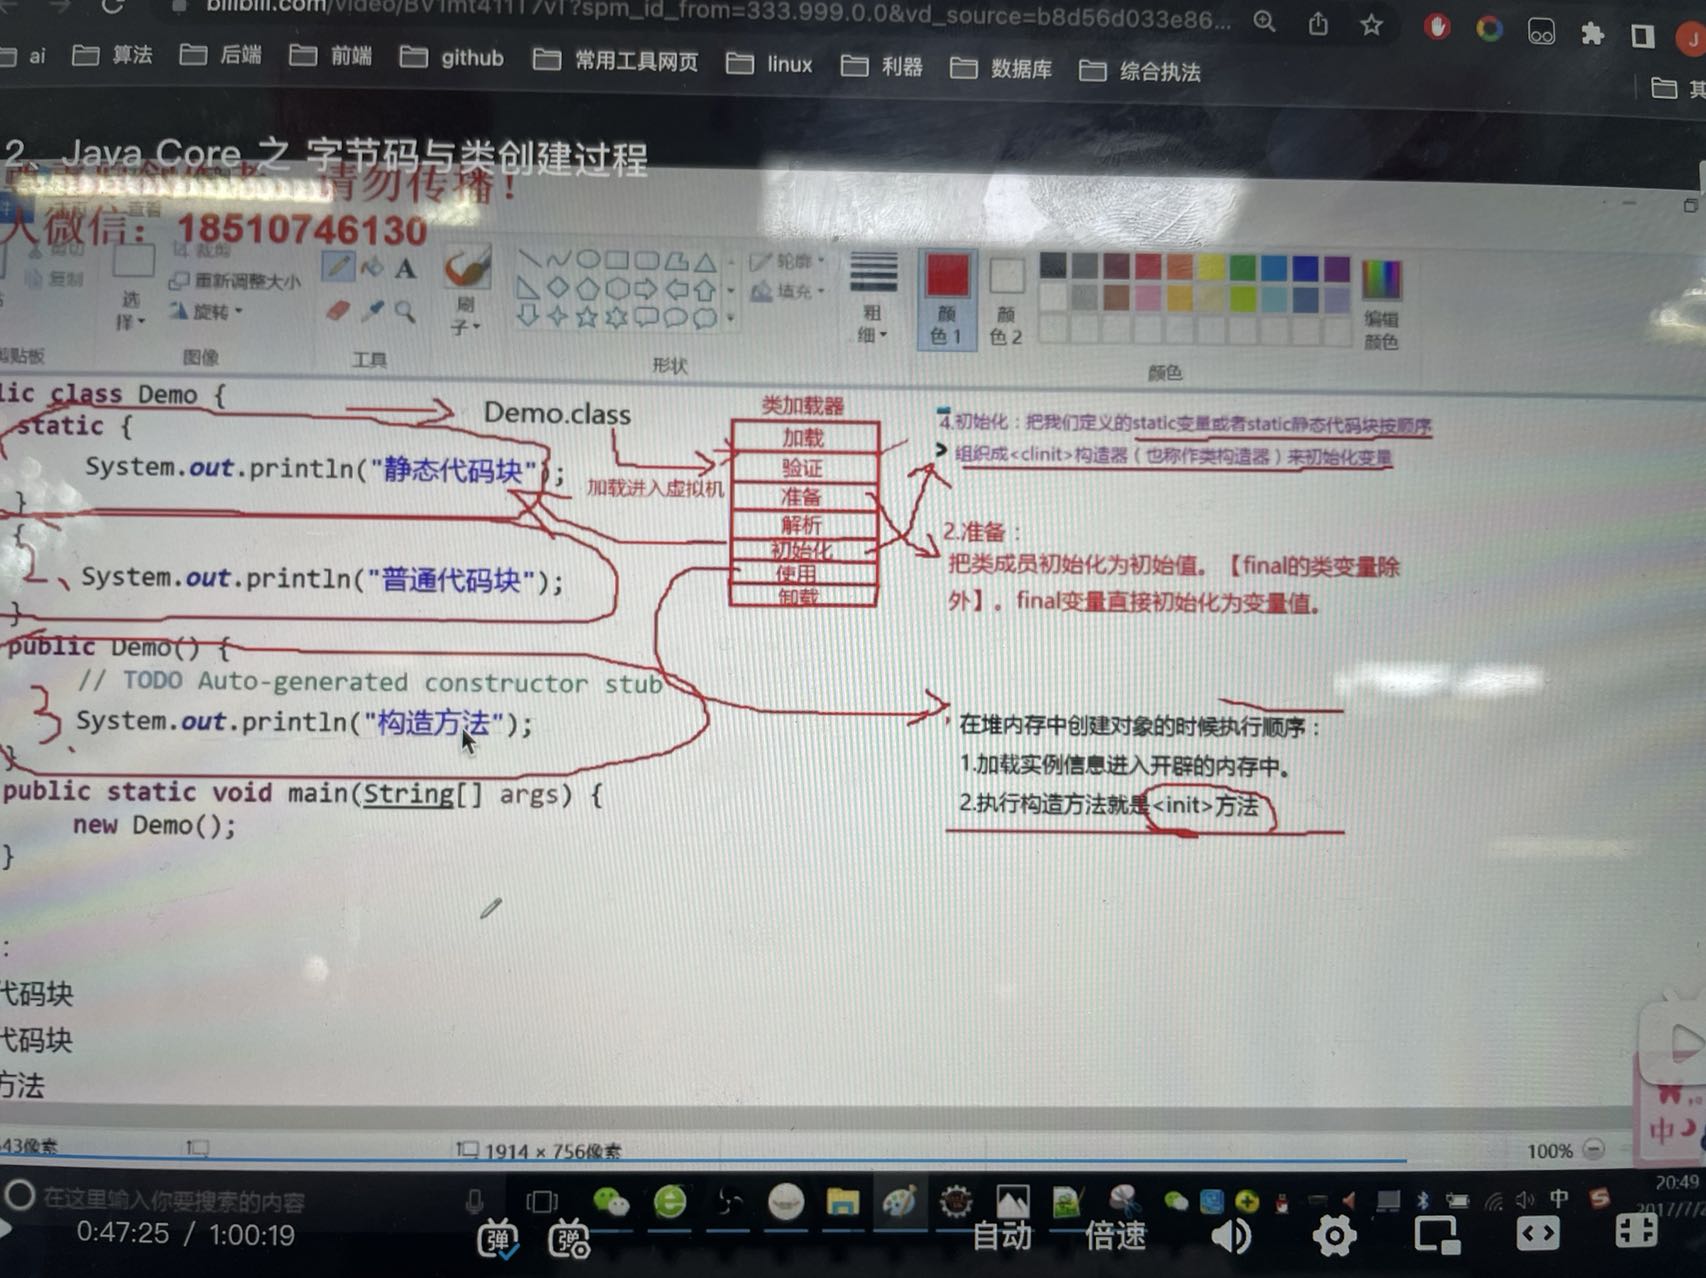 ai 算法 后端 前端 github 常用工具网页 linux 利器 数据库 综合执法
2、Java Core 之 字节码与类创建过程
请勿传播！
人微信：18510746130
查看
剪切 裁剪
复制
选择
重新调整大小
旋转
刷子
轮廓
填充
粗细
颜色1
颜色2
编辑颜色
剪贴板 图像 工具 形状 颜色
lic class Demo {
static {
System.out.println("静态代码块");
}
{
2、System.out.println("普通代码块");
}
public Demo() {
// TODO Auto-generated constructor stub
3、System.out.println("构造方法");
}
public static void main(String[] args) {
new Demo();
}
:
代码块
代码块
方法
Demo.class
加载进入虚拟机
类加载器
加载
验证
准备
解析
初始化
使用
卸载
4.初始化：把我们定义的static变量或者static静态代码块按顺序
组织成<clinit>构造器（也称作类构造器）来初始化变量
2.准备：
把类成员初始化为初始值。【final的类变量除
外】。final变量直接初始化为变量值。
在堆内存中创建对象的时候执行顺序：
1.加载实例信息进入开辟的内存中。
2.执行构造方法就是<init>方法
43像素 1914 × 756像素 100%
中
在这里输入你要搜索的内容 中 20:49
0:47:25 / 1:00:19 弹 弹 自动 倍速